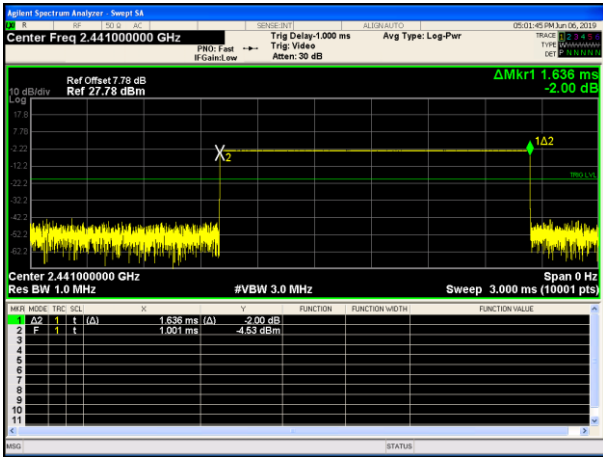 Agilent Spectrum Analyzer - Swept SA
R RF 50 Ω AC SENSE:INT ALIGNAUTO 05:01:45 PM Jun 06, 2019
Center Freq 2.441000000 GHz Trig Delay-1.000 ms Avg Type: Log-Pwr TRACE 1 2 3 4 5 6
PNO: Fast Trig: Video TYPE
IFGain:Low Atten: 30 dB DET P N N N N N
ΔMkr1 1.636 ms
-2.00 dB
Ref Offset 7.78 dB
10 dB/div Ref 27.78 dBm
Log
17.8
7.78
-2.22
-12.2
-22.2
-32.2
-42.2
-52.2
-62.2
X2
1Δ2
TRIG LVL
Center 2.441000000 GHz Span 0 Hz
Res BW 1.0 MHz #VBW 3.0 MHz Sweep 3.000 ms (10001 pts)
MKR MODE TRC SCL X Y FUNCTION FUNCTION WIDTH FUNCTION VALUE
1 Δ2 1 t (Δ) 1.636 ms (Δ) -2.00 dB
2 F 1 t 1.001 ms -4.53 dBm
3
4
5
6
7
8
9
10
11
MSG STATUS